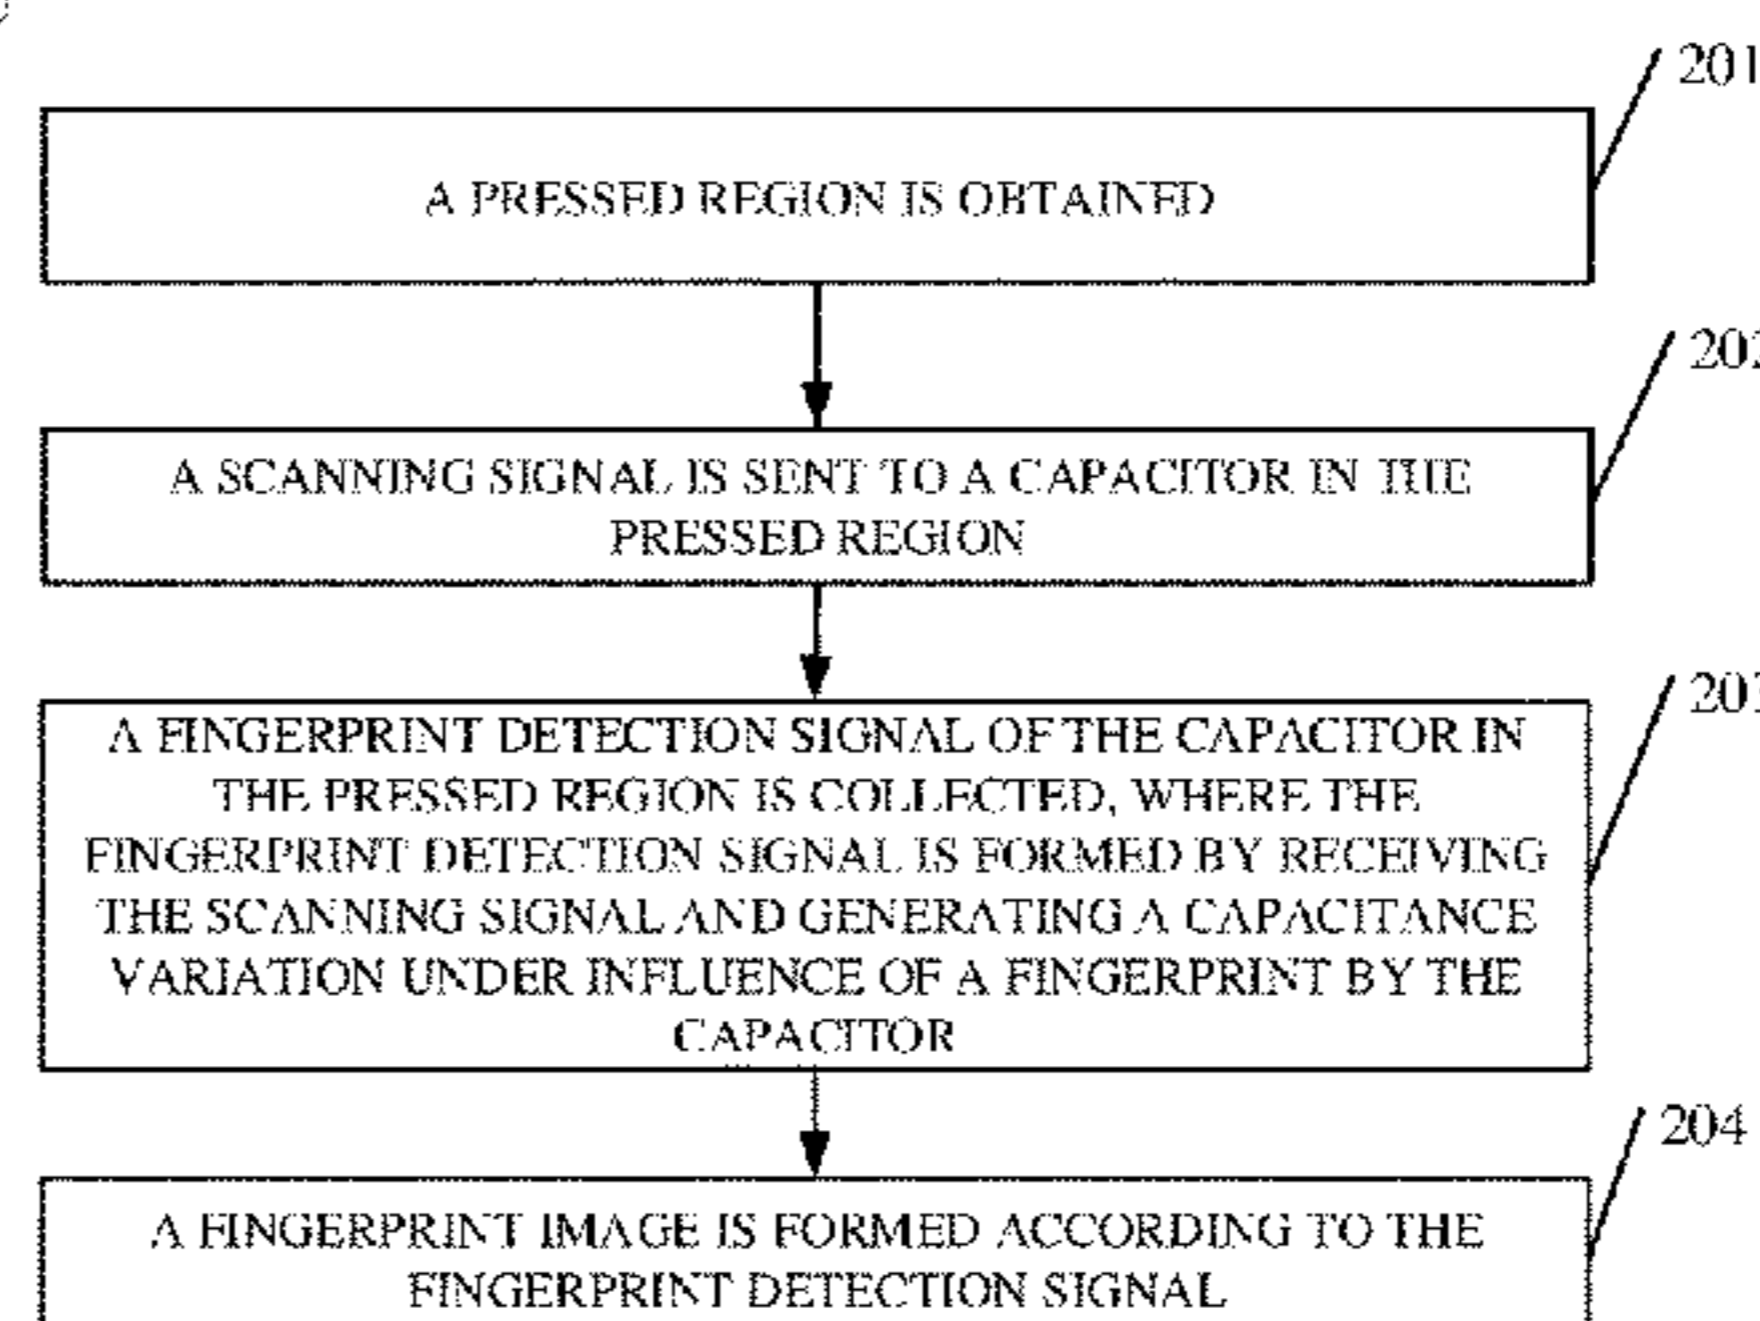 201
A PRESSED REGION IS OBTAINED
202
A SCANNING SIGNAL IS SENT TO A CAPACITOR IN THE
PRESSED REGION
203
A FINGERPRINT DETECTION SIGNAL OF THE CAPACITOR IN
THE PRESSED REGION IS COLLECTED, WHERE THE
FINGERPRINT DETECTION SIGNAL IS FORMED BY RECEIVING
THE SCANNING SIGNAL AND GENERATING A CAPACITANCE
VARIATION UNDER INFLUENCE OF A FINGERPRINT BY THE
CAPACITOR
204
A FINGERPRINT IMAGE IS FORMED ACCORDING TO THE
FINGERPRINT DETECTION SIGNAL